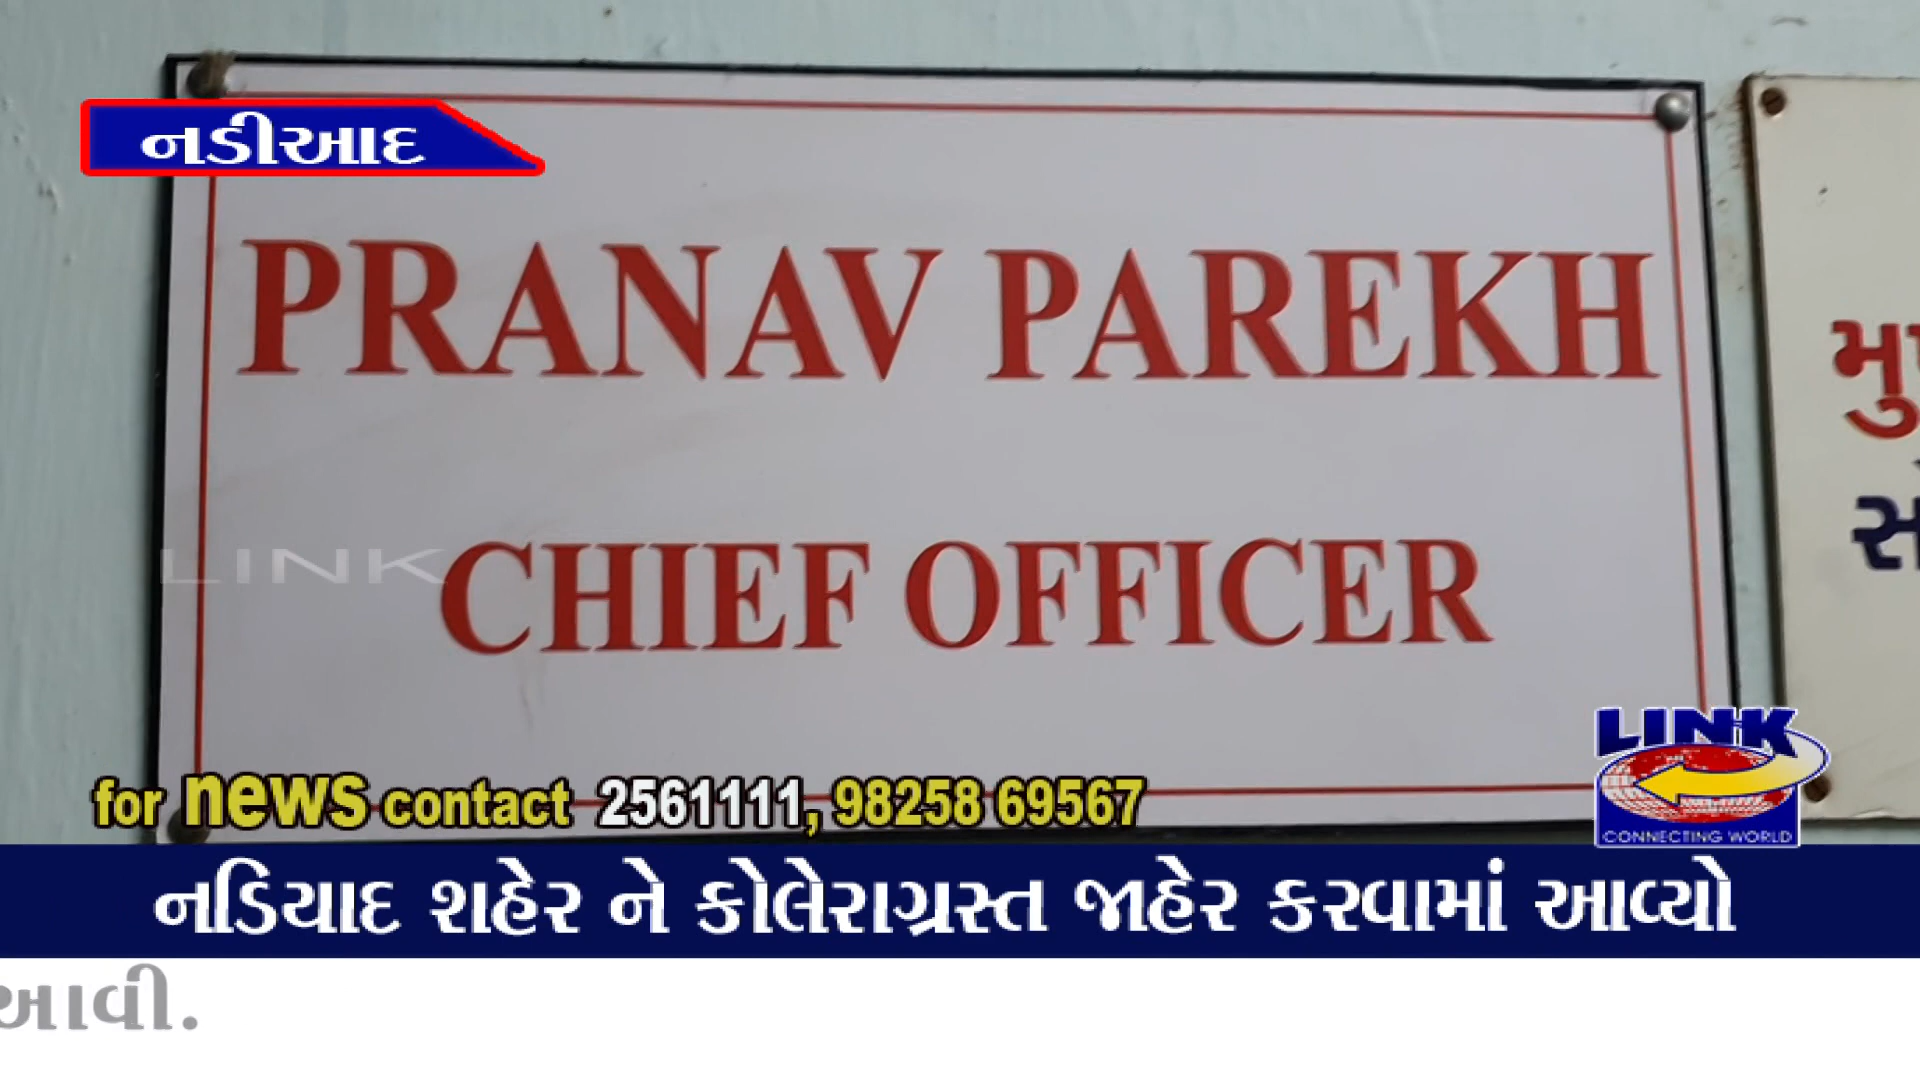 નડીઆદ
PRANAV PAREKH
CHIEF OFFICER
LINK
for news contact 2561111, 98258 69567
LINK
CONNECTING WORLD
નડિયાદ શહેર ને કોલેરાગ્રસ્ત જાહેર કરવામાં આવ્યો
આવી.